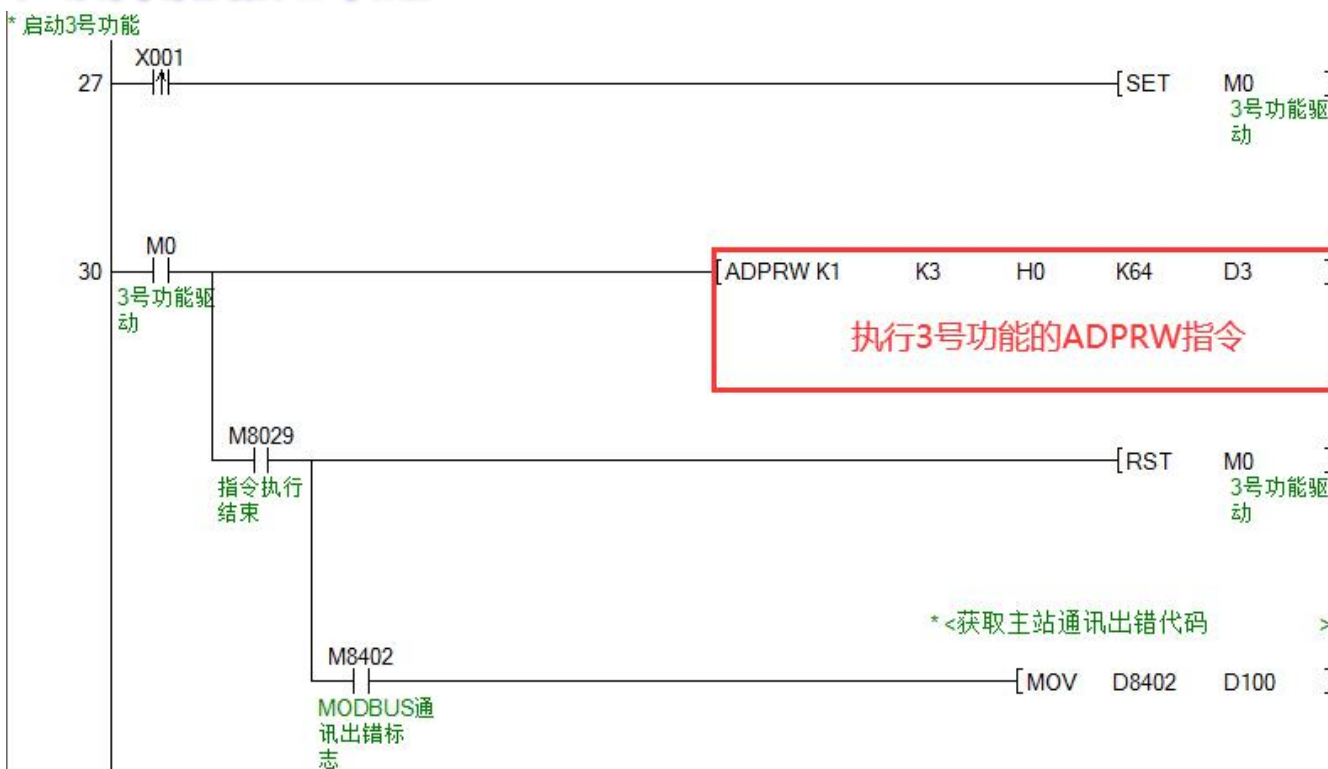 * 启动3号功能
X001
27
[SET M0
3号功能驱
动
M0
30
[ADPRW K1 K3 H0 K64 D3 ]
3号功能驱
动
执行3号功能的ADPRW指令
M8029
[RST M0
指令执行
结束
3号功能驱
动
*<获取主站通讯出错代码 >
M8402
[MOV D8402 D100 ]
MODBUS通
讯出错标
志